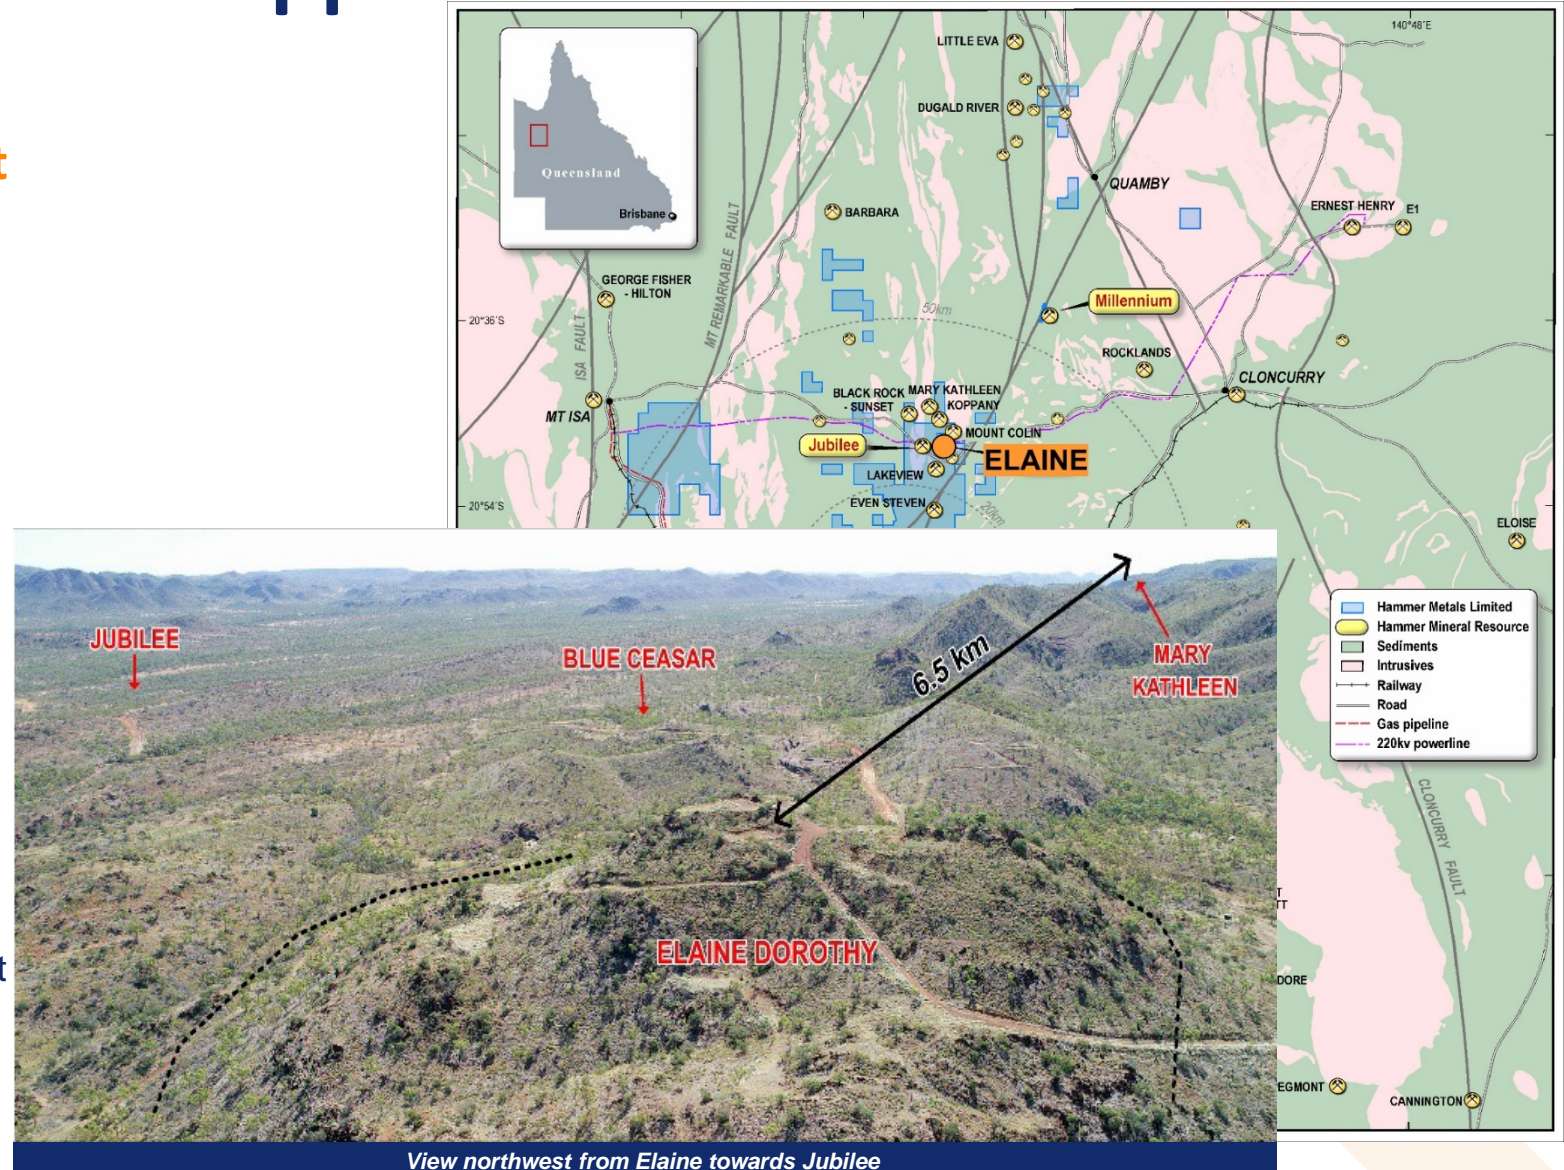 140°48'E
LITTLE EVA
DUGALD RIVER
Queensland
Brisbane
QUAMBY
BARBARA
ERNEST HENRY
E1
MT REMARKABLE FAULT
GEORGE FISHER
- HILTON
50km
Millennium
20°36'S
ISA FAULT
ROCKLANDS
CLONCURRY
BLACK ROCK
- SUNSET
MARY KATHLEEN
KOPPANY
MT ISA
MOUNT COLIN
Jubilee
ELAINE
LAKEVIEW
EVEN STEVEN
20°54'S
20km
ELOISE
Hammer Metals Limited
Hammer Mineral Resource
Sediments
Intrusives
Railway
Road
Gas pipeline
220kv powerline
JUBILEE
BLUE CEASAR
6.5 km
MARY
KATHLEEN
ELAINE DOROTHY
CLONCURRY FAULT
EGMONT
CANNINGTON
View northwest from Elaine towards Jubilee